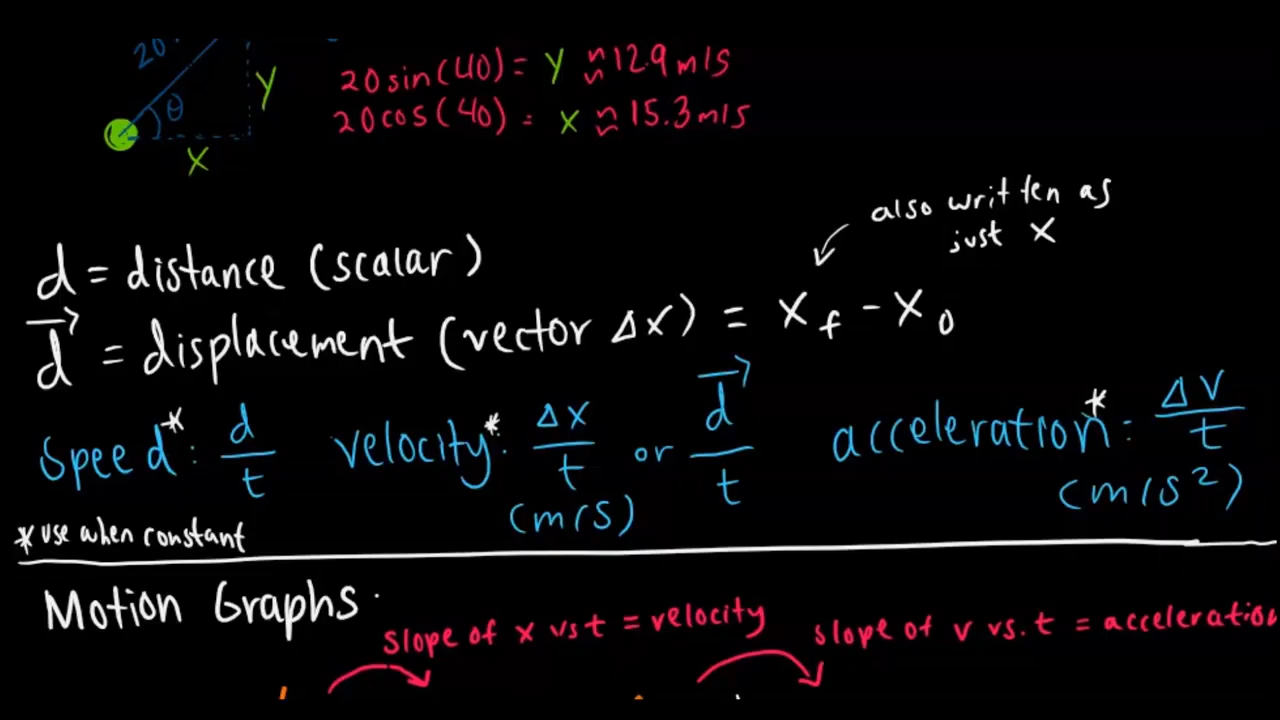 20
θ
y
x
20sin(40) = y ≈ 12.9 m/s
20cos(40) = x ≈ 15.3 m/s
also written as
just x
d = distance (scalar)
d⃗ = displacement (vector Δx) = x_f - x_0
speed*: d/t velocity*: Δx/t or d⃗/t acceleration*: Δv/t
(m/s) (m/s²)
*use when constant
Motion Graphs:
slope of x vs t = velocity
slope of v vs. t = acceleration